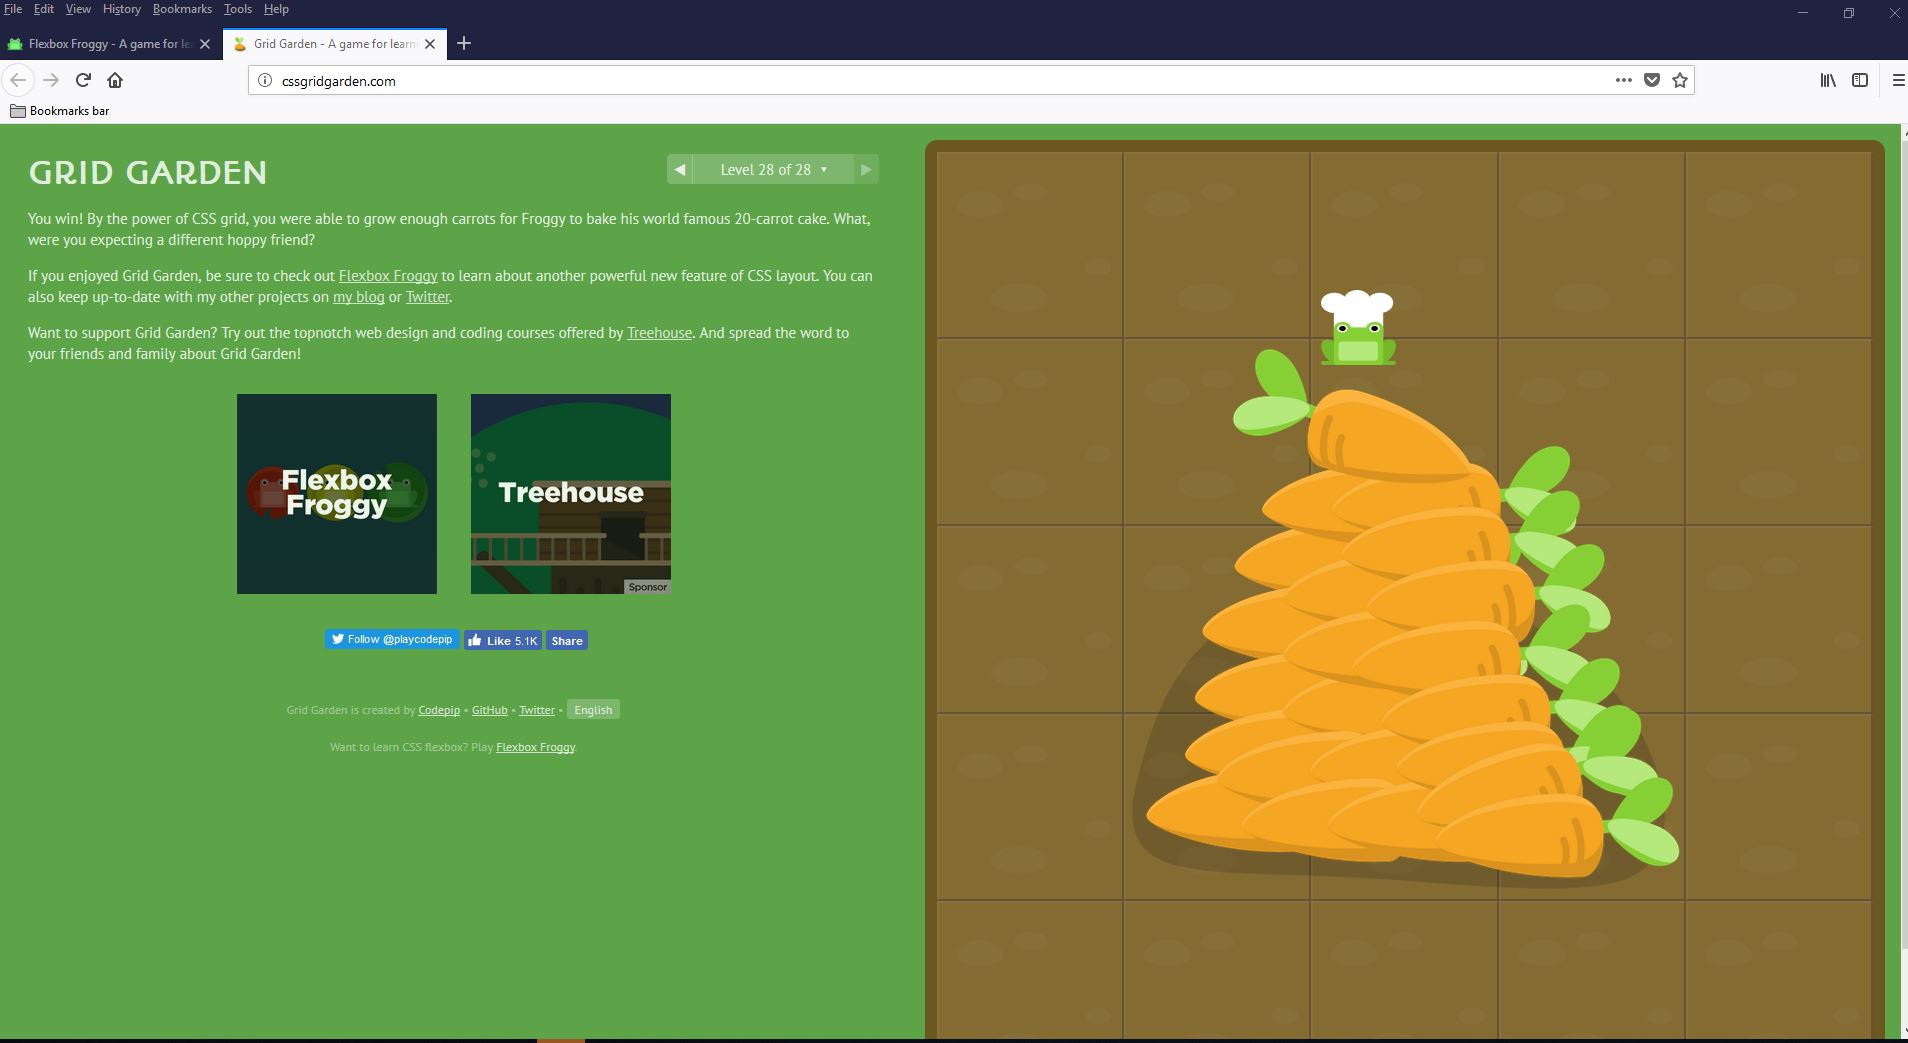 File Edit View History Bookmarks Tools Help
Flexbox Froggy - A game for le
Grid Garden - A game for learni
cssgridgarden.com
Bookmarks bar
GRID GARDEN
Level 28 of 28
You win! By the power of CSS grid, you were able to grow enough carrots for Froggy to bake his world famous 20-carrot cake. What,
were you expecting a different hoppy friend?
If you enjoyed Grid Garden, be sure to check out Flexbox Froggy to learn about another powerful new feature of CSS layout. You can
also keep up-to-date with my other projects on my blog or Twitter.
Want to support Grid Garden? Try out the topnotch web design and coding courses offered by Treehouse. And spread the word to
your friends and family about Grid Garden!
Flexbox
Froggy
Treehouse
Sponsor
Follow @playcodepip Like 5.1K Share
Grid Garden is created by Codepip • GitHub • Twitter • English
Want to learn CSS flexbox? Play Flexbox Froggy.